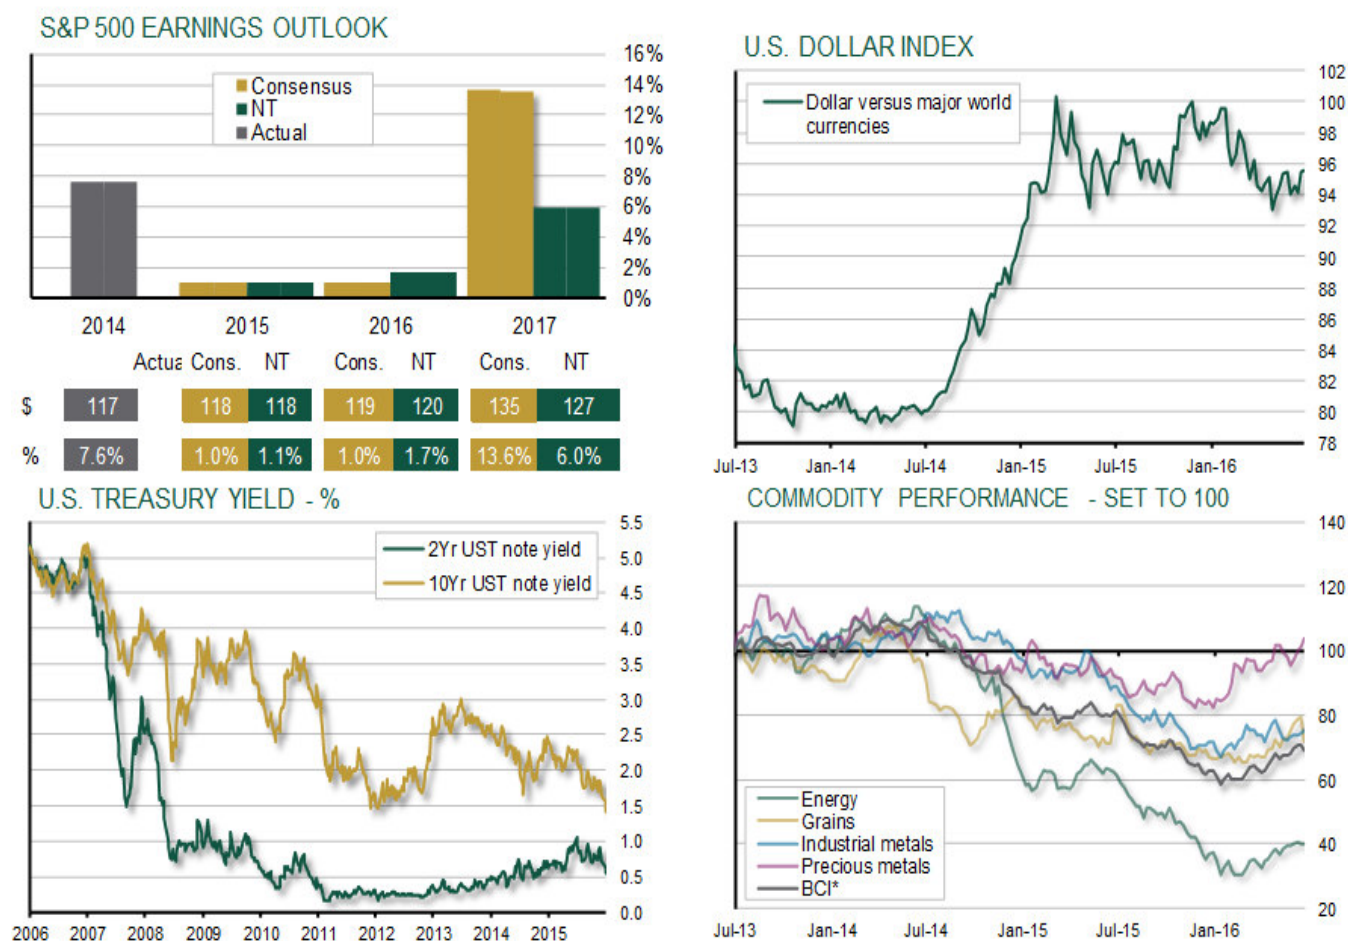 S&P 500 EARNINGS OUTLOOK
Consensus
NT
Actual
16%
14%
12%
10%
8%
6%
4%
2%
0%
2014 2015 2016 2017
Actua Cons. NT Cons. NT Cons. NT
$ 117 118 118 119 120 135 127
% 7.6% 1.0% 1.1% 1.0% 1.7% 13.6% 6.0%
U.S. DOLLAR INDEX
Dollar versus major world
currencies
102
100
98
96
94
92
90
88
86
84
82
80
78
Jul-13 Jan-14 Jul-14 Jan-15 Jul-15 Jan-16
U.S. TREASURY YIELD - %
2Yr UST note yield
10Yr UST note yield
5.5
5.0
4.5
4.0
3.5
3.0
2.5
2.0
1.5
1.0
0.5
0.0
2006 2007 2008 2009 2010 2011 2012 2013 2014 2015
COMMODITY PERFORMANCE - SET TO 100
140
120
100
80
60
40
20
Energy
Grains
Industrial metals
Precious metals
BCI*
Jul-13 Jan-14 Jul-14 Jan-15 Jul-15 Jan-16